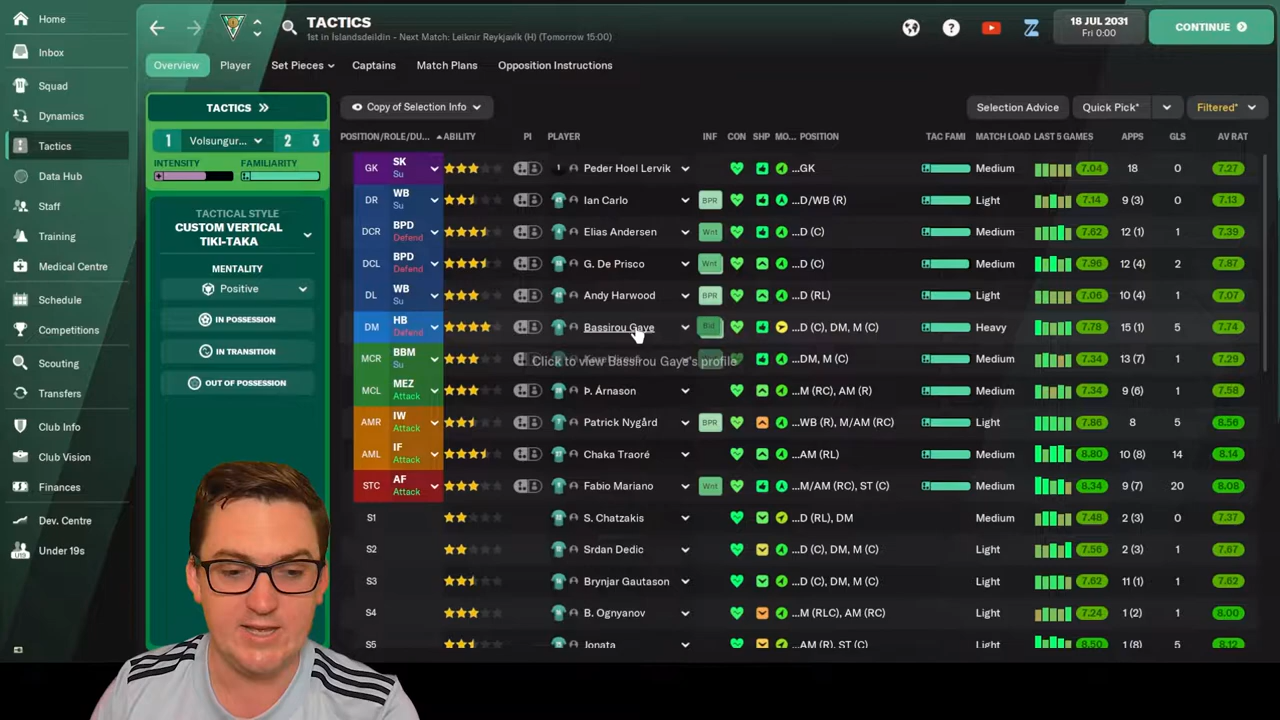 Home
Inbox
Squad
Dynamics
Tactics
Data Hub
Staff
Training
Medical Centre
Schedule
Competitions
Scouting
Transfers
Club Info
Club Vision
Finances
Dev. Centre
Under 19s
TACTICS
1st in Íslandsdeildin - Next Match: Leiknir Reykjavík (H) (Tomorrow 15:00)
18 JUL 2031
Fri 0:00
CONTINUE
Overview Player Set Pieces Captains Match Plans Opposition Instructions
TACTICS
1 Volsungur... 2 3
INTENSITY FAMILIARITY
TACTICAL STYLE
CUSTOM VERTICAL
TIKI-TAKA
MENTALITY
Positive
IN POSSESSION
IN TRANSITION
OUT OF POSSESSION
Copy of Selection Info Selection Advice Quick Pick* Filtered*
POSITION/ROLE/DU... ABILITY PI PLAYER INF CON SHP MO... POSITION TAC FAMI MATCH LOAD LAST 5 GAMES APPS GLS AV RAT
GK SK Su 1 Peder Hoel Lervik ...GK Medium 7.04 18 0 7.27
DR WB Su Ian Carlo BPR ...D/WB (R) Light 7.14 9 (3) 0 7.13
DCR BPD Defend Elias Andersen Wnt ...D (C) Medium 7.62 12 (1) 1 7.39
DCL BPD Defend G. De Prisco Wnt ...D (C) Medium 7.96 12 (4) 2 7.87
DL WB Su Andy Harwood BPR ...D (RL) Light 7.06 10 (4) 1 7.07
DM HB Defend Bassirou Gaye Bid ...D (C), DM, M (C) Heavy 7.78 15 (1) 5 7.74
MCR BBM Su ...DM, M (C) Medium 7.34 13 (7) 1 7.29
Click to view Bassirou Gaye's profile
MCL MEZ Attack Þ. Árnason ...M (RC), AM (R) Medium 7.34 9 (6) 1 7.58
AMR IW Attack Patrick Nygård BPR ...WB (R), M/AM (RC) Light 7.86 8 5 8.56
AML IF Attack Chaka Traoré ...AM (RL) Medium 8.80 10 (8) 14 8.14
STC AF Attack Fabio Mariano Wnt ...M/AM (RC), ST (C) Medium 8.34 9 (7) 20 8.08
S1 S. Chatzakis ...D (RL), DM Medium 7.48 2 (3) 0 7.37
S2 Srdan Dedic ...D (C), DM, M (C) Light 7.56 2 (3) 1 7.67
S3 Brynjar Gautason ...D (C), DM, M (C) Light 7.62 11 (1) 1 7.62
S4 B. Ognyanov ...M (RLC), AM (RC) Light 7.24 1 (2) 1 8.00
S5 Jonata ...AM (R), ST (C) Medium 8.50 1 (8) 5 8.12